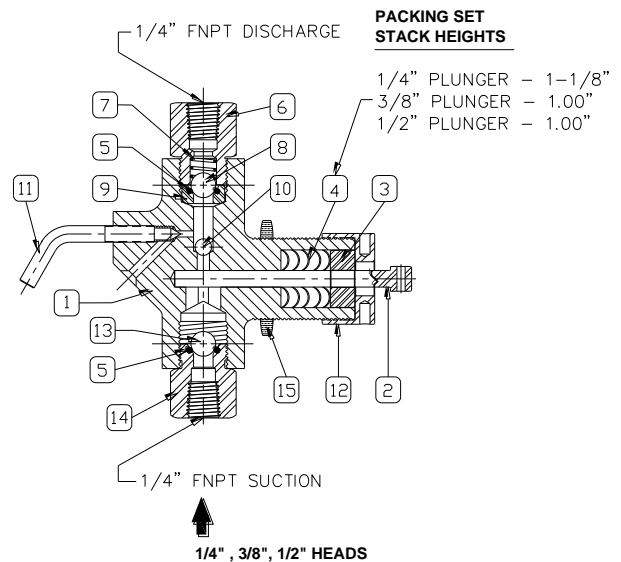 PACKING SET
STACK HEIGHTS
1/4" FNPT DISCHARGE
1/4" PLUNGER – 1–1/8"
3/8" PLUNGER – 1.00"
1/2" PLUNGER – 1.00"
7
6
5
8
11
9
10
4
3
1
13
5
15
12
2
14
1/4" FNPT SUCTION
1/4" , 3/8", 1/2" HEADS